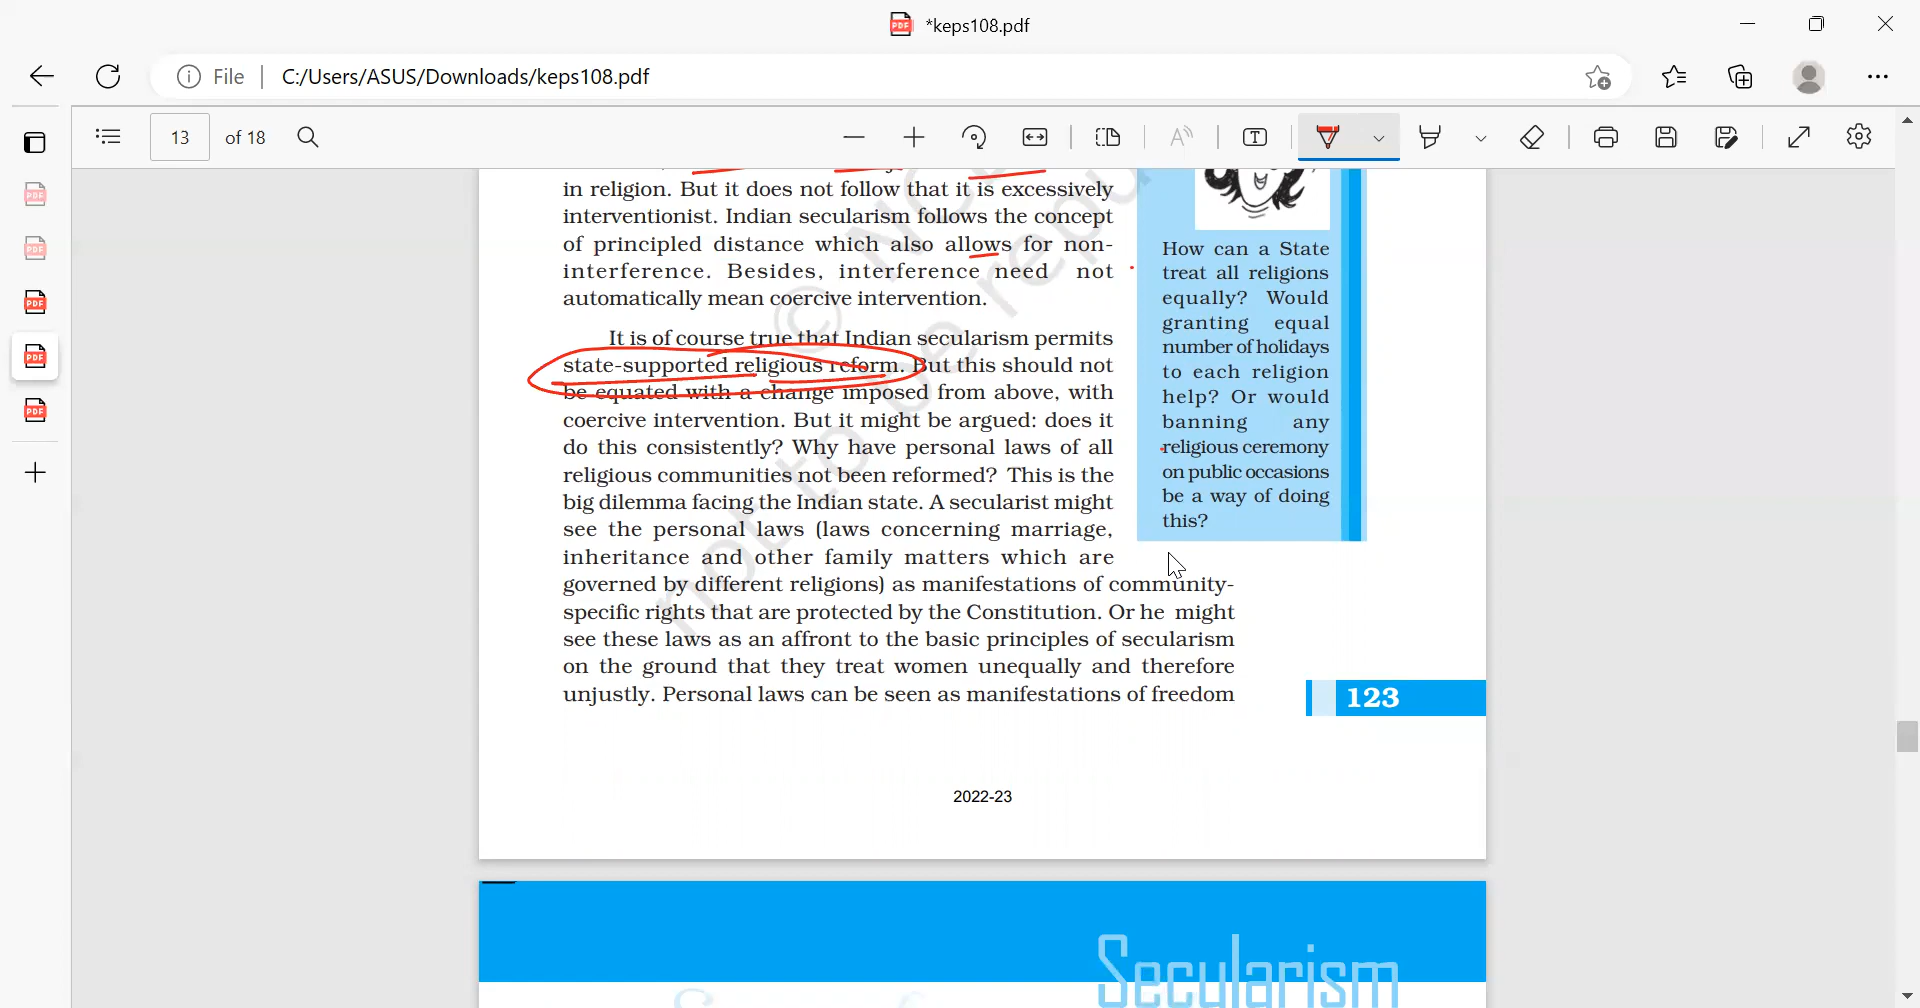 *keps108.pdf
File
C:/Users/ASUS/Downloads/keps108.pdf
13 of 18
in religion. But it does not follow that it is excessively
interventionist. Indian secularism follows the concept
of principled distance which also allows for non-
interference. Besides, interference need not
automatically mean coercive intervention.
It is of course true that Indian secularism permits
state-supported religious reform. But this should not
be equated with a change imposed from above, with
coercive intervention. But it might be argued: does it
do this consistently? Why have personal laws of all
religious communities not been reformed? This is the
big dilemma facing the Indian state. A secularist might
see the personal laws (laws concerning marriage,
inheritance and other family matters which are
governed by different religions) as manifestations of community-
specific rights that are protected by the Constitution. Or he might
see these laws as an affront to the basic principles of secularism
on the ground that they treat women unequally and therefore
unjustly. Personal laws can be seen as manifestations of freedom
How can a State
treat all religions
equally? Would
granting equal
number of holidays
to each religion
help? Or would
banning any
religious ceremony
on public occasions
be a way of doing
this?
123
2022-23
Secularism
not to be repu